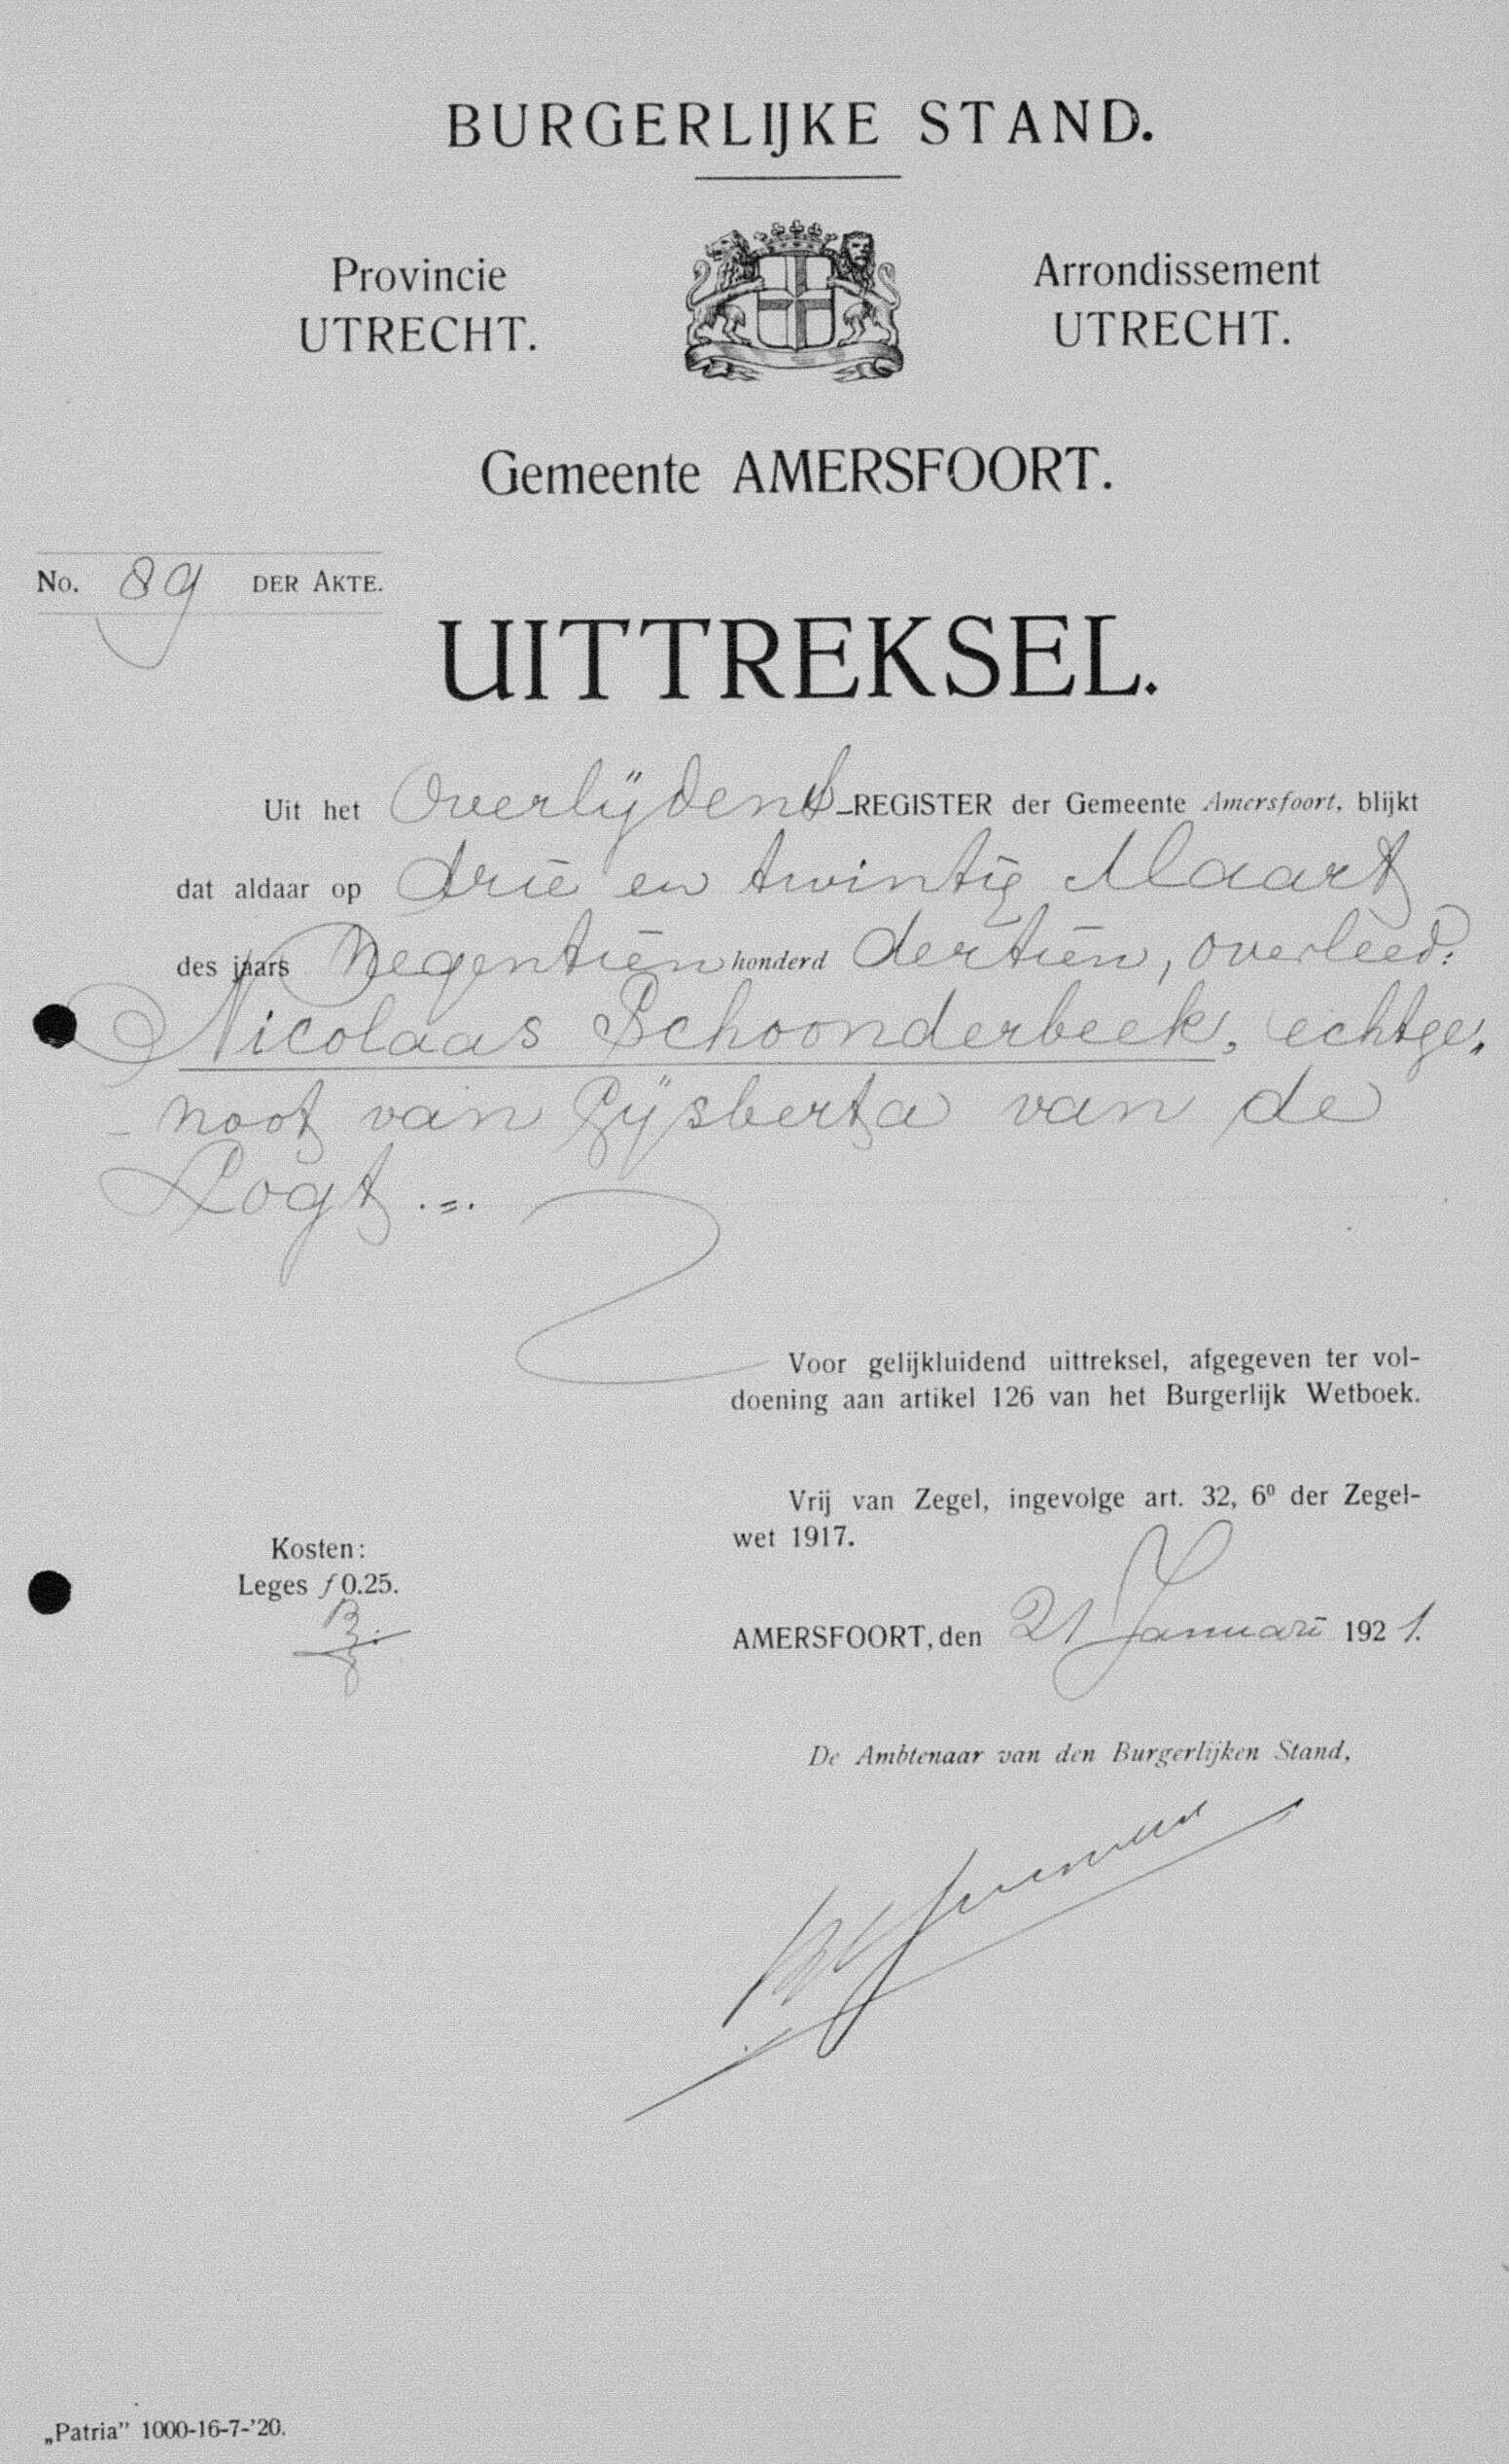 BURGERLIJKE STAND.
Provincie
UTRECHT.
Arrondissement
UTRECHT.
Gemeente AMERSFOORT.
No. 89 DER AKTE.
UITTREKSEL.
Uit het Overlijdens-REGISTER der Gemeente Amersfoort, blijkt
dat aldaar op drie en twintig Maart
des jaars Negentien honderd dertien, overleed:
Nicolaas Schoonderbeek, echtge„
noot van Gijsberta van de
Pogt .=.
Voor gelijkluidend uittreksel, afgegeven ter vol-
doening aan artikel 126 van het Burgerlijk Wetboek.
Vrij van Zegel, ingevolge art. 32, 6⁰ der Zegel-
wet 1917.
Kosten:
Leges ƒ 0.25.
AMERSFOORT, den 21 Januari 1921.
De Ambtenaar van den Burgerlijken Stand,
„Patria” 1000-16-7-’20.